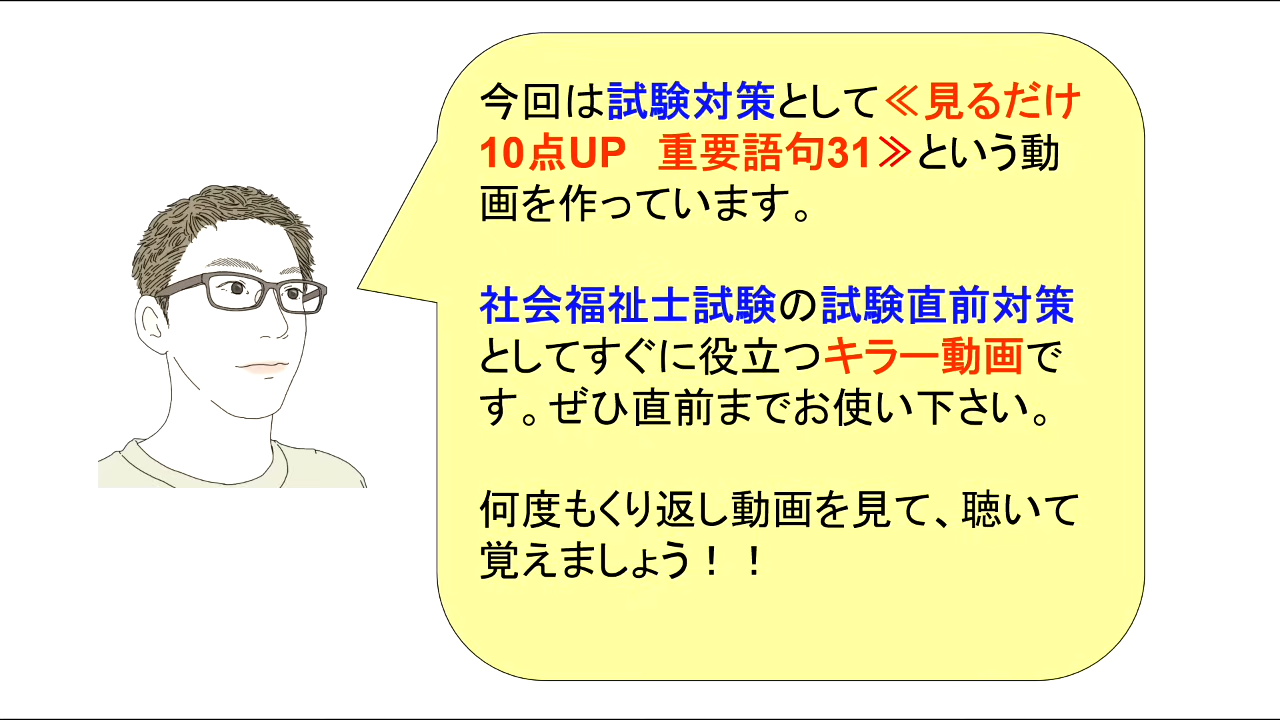 今回は試験対策として≪見るだけ
10点UP　重要語句31≫という動
画を作っています。
社会福祉士試験の試験直前対策
としてすぐに役立つキラー動画で
す。ぜひ直前までお使い下さい。
何度もくり返し動画を見て、聴いて
覚えましょう！！